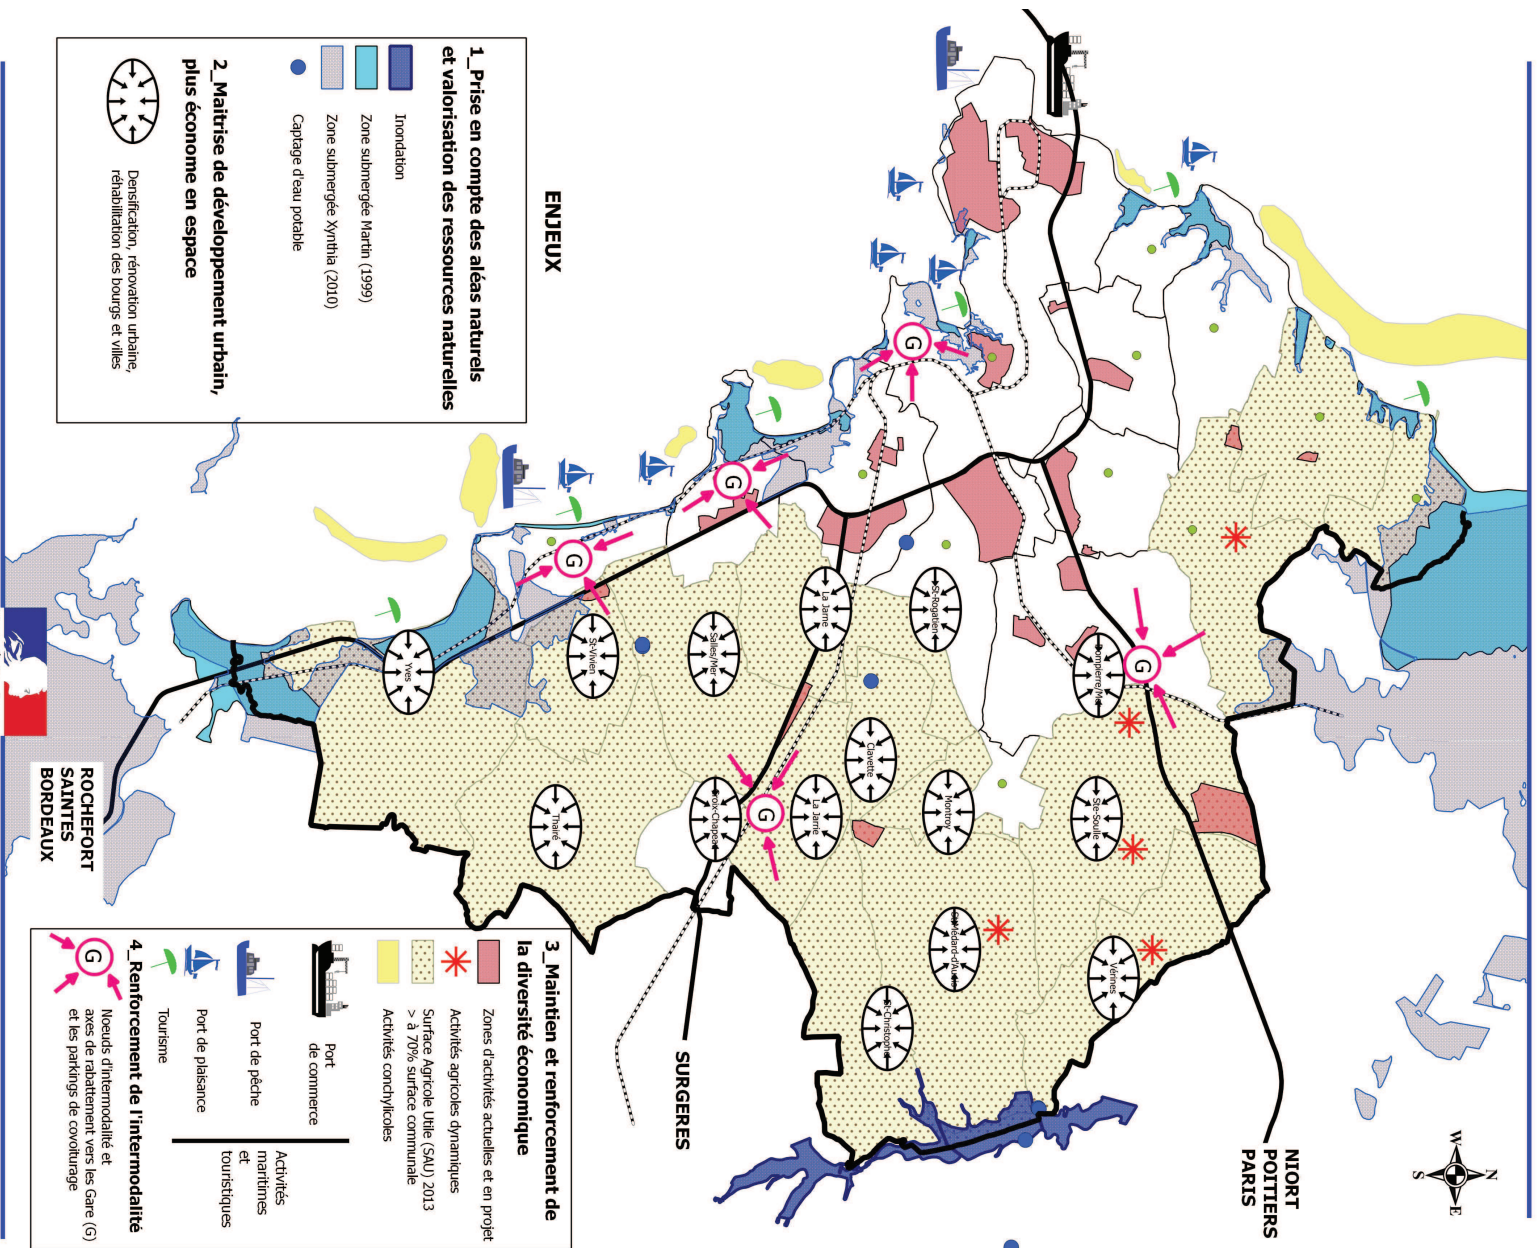 ENJEUX
1_Prise en compte des aléas naturels
et valorisation des ressources naturelles
Inondation
Zone submergée Martin (1999)
Zone submergée Xynthia (2010)
Captage d'eau potable
2_Maitrise de développement urbain,
plus économe en espace
Densification, rénovation urbaine,
réhabilitation des bourgs et villes
3_Maintien et renforcement de
la diversité économique
Zones d'activités actuelles et en projet
Activités agricoles dynamiques
Surface Agricole Utile (SAU) 2013
> à 70% surface communale
Activités conchylicoles
Port
de commerce
Port de pêche
Port de plaisance
Tourisme
Activités
maritimes
et
touristiques
4_Renforcement de l'intermodalité
G
Noeuds d'intermodalité et
axes de rabattement vers les Gare (G)
et les parkings de covoiturage
N
W
E
S
NIORT
POITIERS
PARIS
SURGERES
ROCHEFORT
SAINTES
BORDEAUX
G
G
G
G
G
Dompierre/Mer
Ste-Soulle
Vérines
St-Rogatien
Montroy
St-Médard-d'Aunis
La Jarne
Clavette
La Jarrie
St-Christophe
Salles/Mer
Croix-Chapeau
St-Vivien
Thairé
Yves